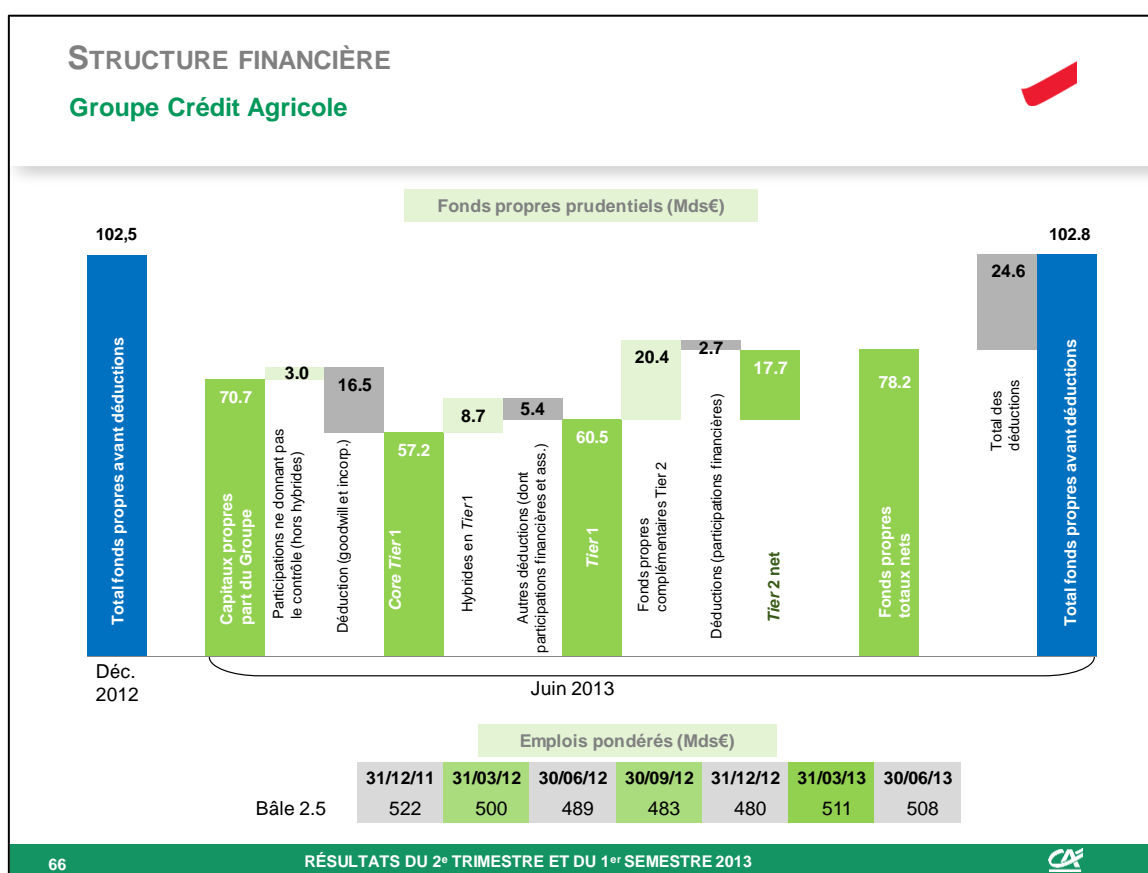 STRUCTURE FINANCIÈRE
Groupe Crédit Agricole
Fonds propres prudentiels (Mds€)
102,5
Total fonds propres avant déductions
70.7
Capitaux propres
part du Groupe
3.0
Participations ne donnant pas
le contrôle (hors hybrides)
16.5
Déduction (goodwill et incorp.)
57.2
Core Tier 1
8.7
Hybrides en Tier1
5.4
Autres déductions (dont
participations financières et ass.)
60.5
Tier 1
20.4
Fonds propres
complémentaires Tier 2
2.7
Déductions (participations financières)
17.7
Tier 2 net
78.2
Fonds propres
totaux nets
24.6
Total des
déductions
102.8
Total fonds propres avant déductions
Déc.
2012
Juin 2013
Emplois pondérés (Mds€)
31/12/11 31/03/12 30/06/12 30/09/12 31/12/12 31/03/13 30/06/13
Bâle 2.5 522 500 489 483 480 511 508
66 RÉSULTATS DU 2e TRIMESTRE ET DU 1er SEMESTRE 2013 CA